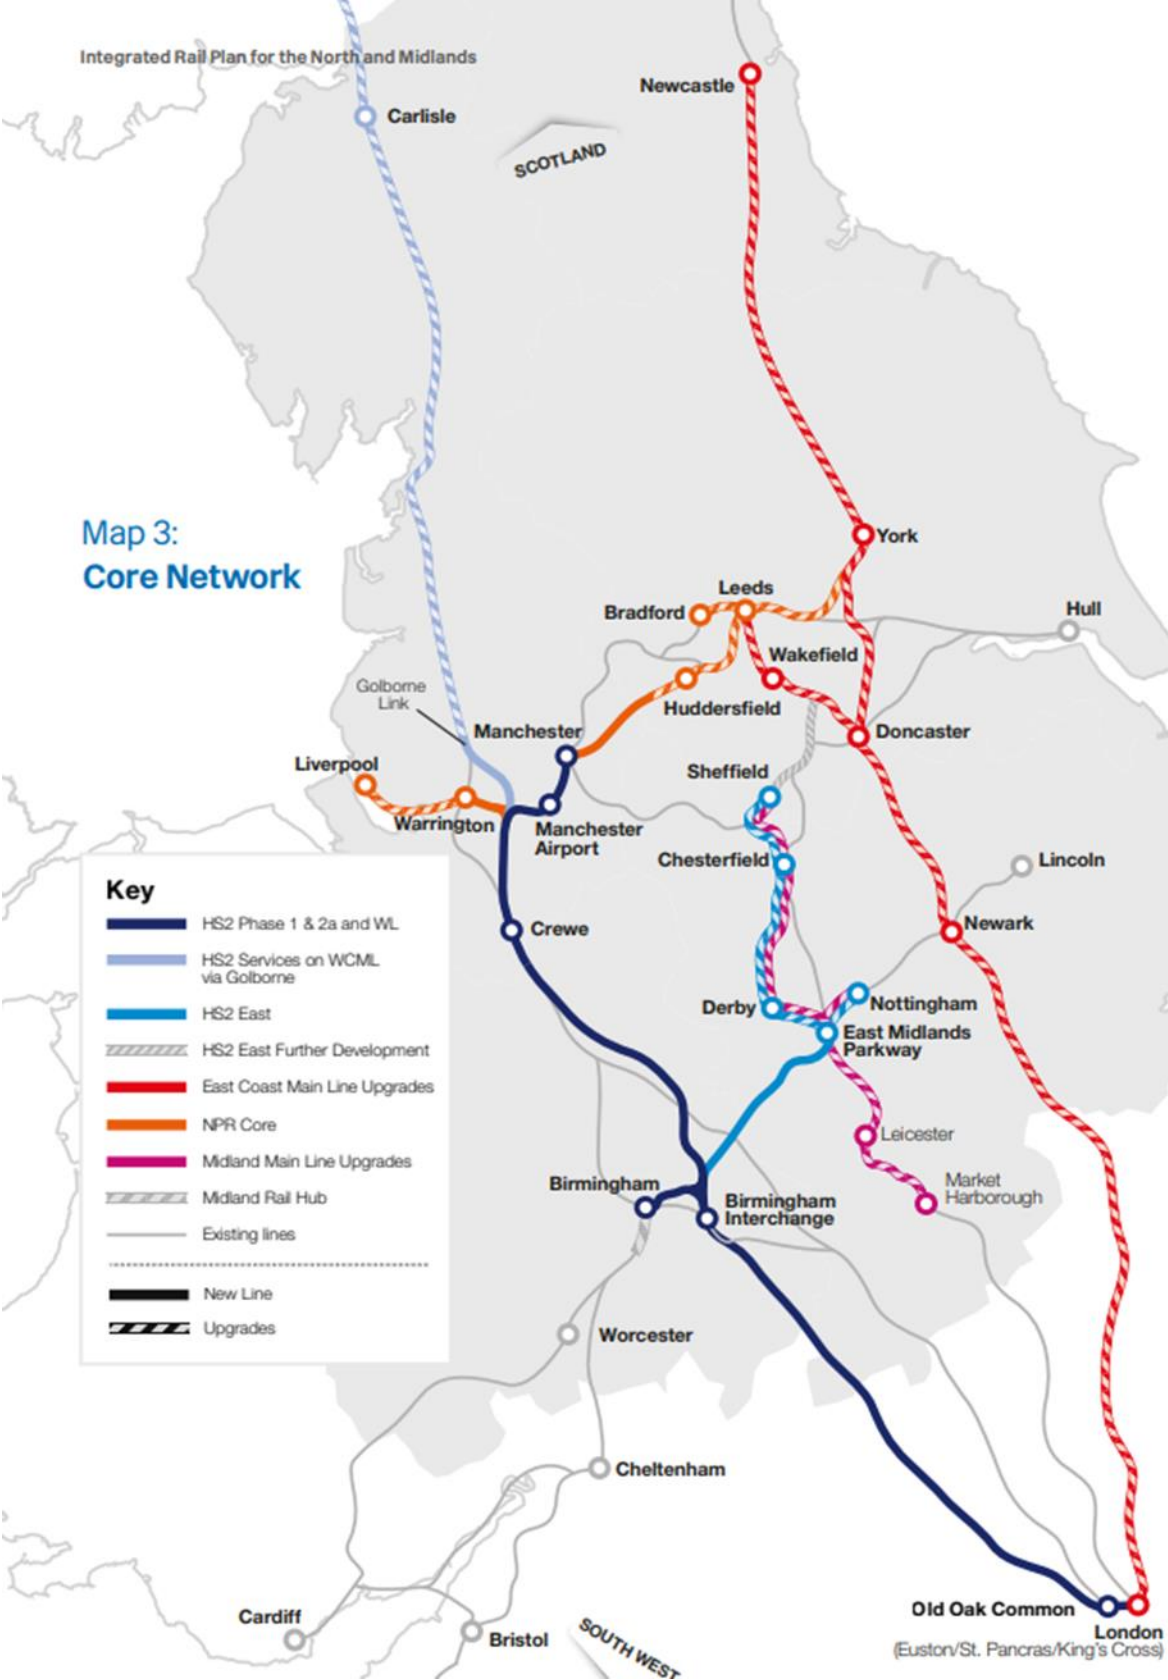 Integrated Rail Plan for the North and Midlands
Newcastle
Carlisle
SCOTLAND
Map 3:
Core Network
York
Leeds
Bradford
Hull
Wakefield
Golborne
Link
Huddersfield
Manchester
Doncaster
Liverpool
Sheffield
Warrington
Manchester
Airport
Chesterfield
Lincoln
Key
HS2 Phase 1 & 2a and WL
HS2 Services on WCML
via Golborne
HS2 East
HS2 East Further Development
East Coast Main Line Upgrades
NPR Core
Midland Main Line Upgrades
Midland Rail Hub
Existing lines
New Line
Upgrades
Crewe
Newark
Derby
Nottingham
East Midlands
Parkway
Leicester
Market
Harborough
Birmingham
Birmingham
Interchange
Worcester
Cheltenham
Old Oak Common
London
(Euston/St. Pancras/King's Cross)
Cardiff
Bristol
SOUTH WEST